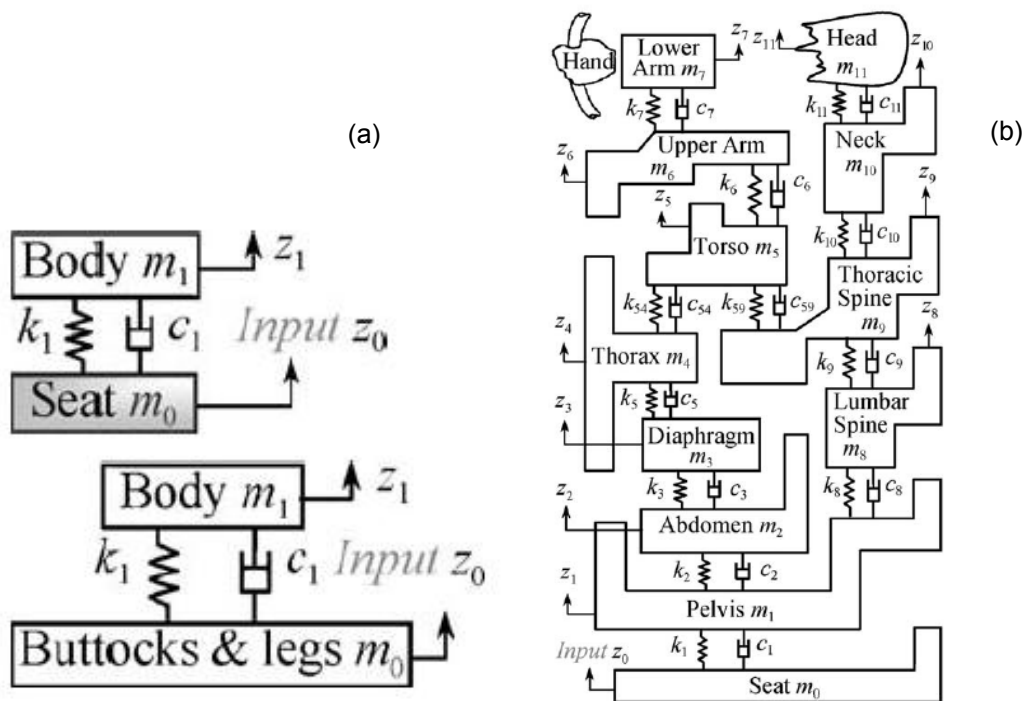 (a)
Body m₁
z₁
k₁
c₁
Input z₀
Seat m₀
Body m₁
z₁
k₁
c₁
Input z₀
Buttocks & legs m₀
(b)
Hand
Lower
Arm m₇
z₇
z₁₁
Head
m₁₁
z₁₀
k₇
c₇
k₁₁
c₁₁
Upper Arm
m₆
z₆
Neck
m₁₀
k₆
c₆
z₅
z₉
Torso m₅
k₁₀
c₁₀
Thoracic
Spine
m₉
k₅₄
c₅₄
k₅₉
c₅₉
z₄
z₈
Thorax m₄
k₉
c₉
k₅
c₅
Lumbar
Spine
m₈
z₃
Diaphragm
m₃
k₃
c₃
k₈
c₈
z₂
Abdomen m₂
k₂
c₂
z₁
Pelvis m₁
k₁
c₁
Input z₀
Seat m₀